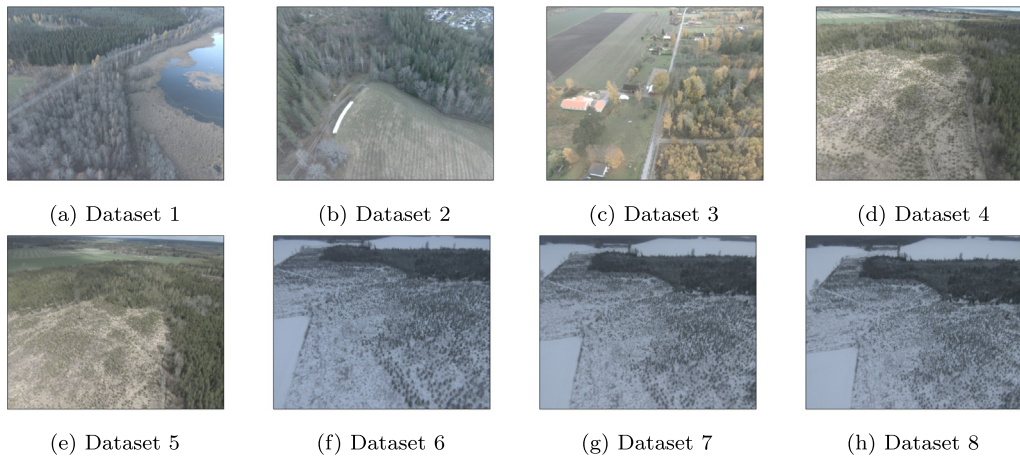 (a) Dataset 1
(b) Dataset 2
(c) Dataset 3
(d) Dataset 4
(e) Dataset 5
(f) Dataset 6
(g) Dataset 7
(h) Dataset 8